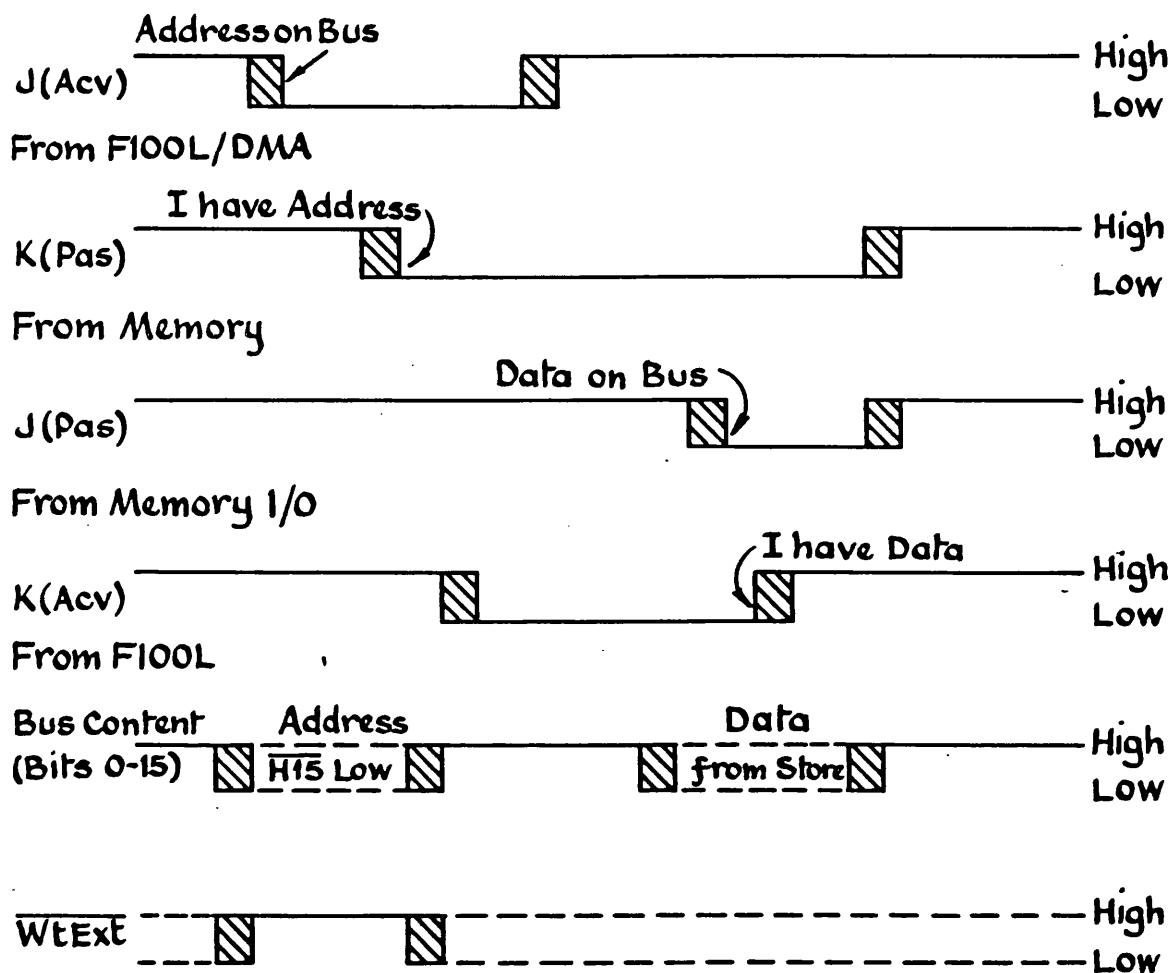 Address on Bus
High
J(Acv)
Low
From F100L/DMA
I have Address
High
K(Pas)
Low
From Memory
Data on Bus
High
J(Pas)
Low
From Memory I/O
I have Data
High
K(Acv)
Low
From F100L
Bus Content Address Data High
(Bits 0-15) H15 Low from Store
Low
WtExt
High
Low